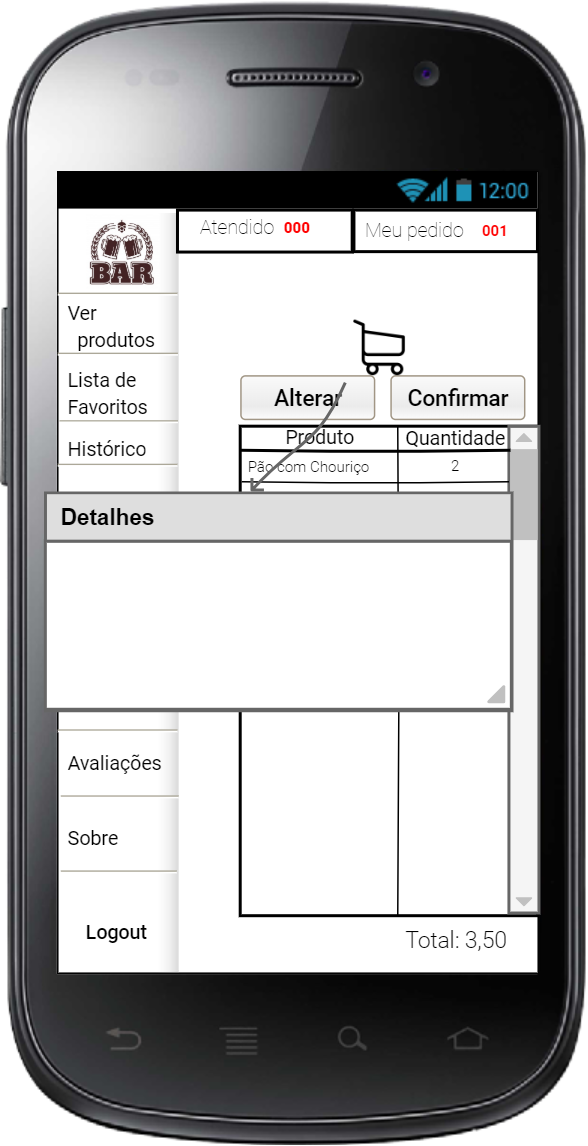 12:00
Atendido 000
Meu pedido 001
BAR
Ver
produtos
Lista de
Favoritos
Histórico
Alterar
Confirmar
Produto Quantidade
Pão com Chouriço 2
Detalhes
Avaliações
Sobre
Logout
Total: 3,50